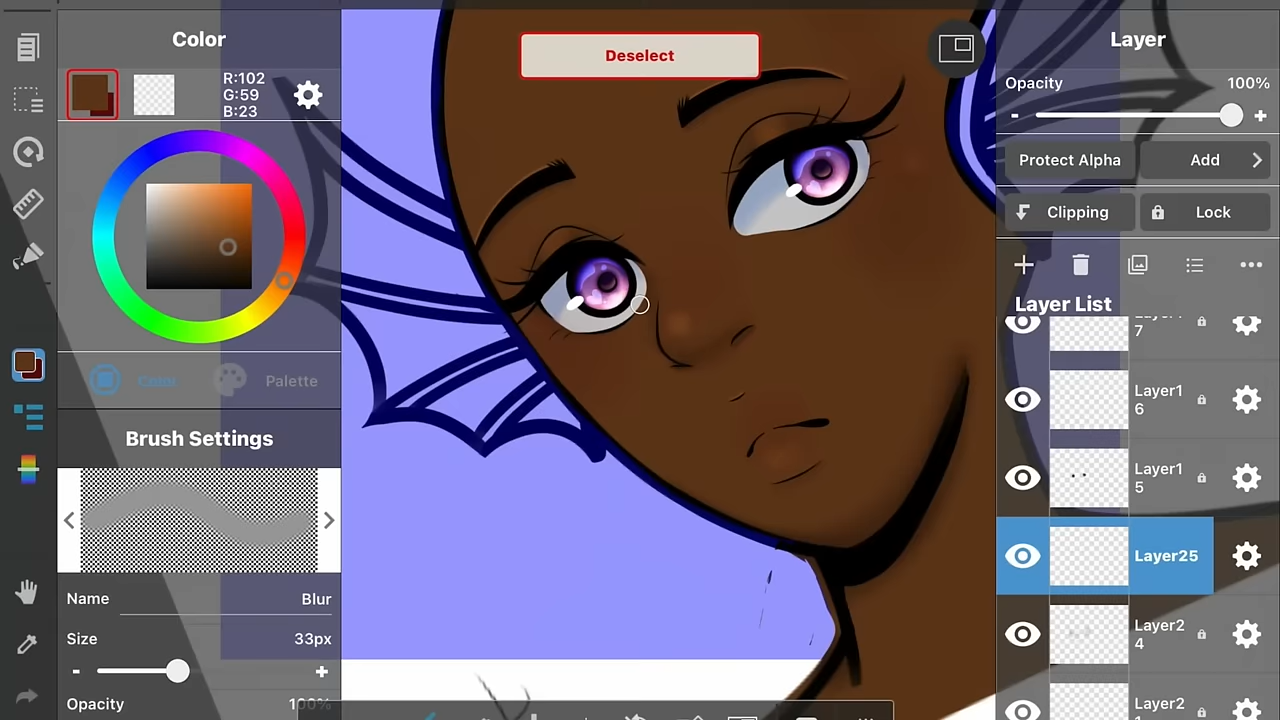 Color
R:102
G:59
B:23
Color
Palette
Brush Settings
Name
Blur
Size
33px
-
+
Opacity
100%
Deselect
Layer
Opacity
100%
-
+
Protect Alpha
Add
Clipping
Lock
Layer List
7
Layer1
6
Layer1
5
Layer25
Layer2
4
Layer2